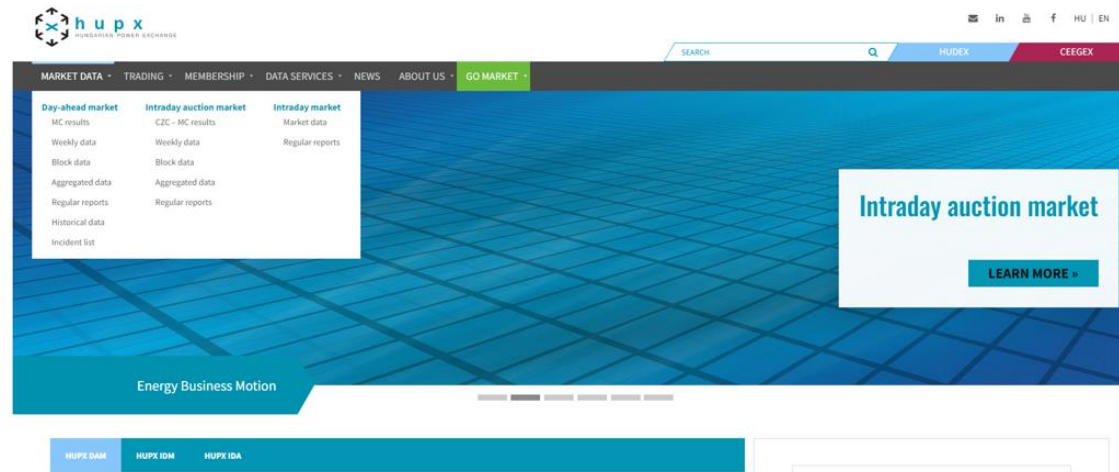 hupx
HUNGARIAN POWER EXCHANGE
HU | EN
SEARCH
HUDEX
CEEGEX
MARKET DATA TRADING MEMBERSHIP DATA SERVICES NEWS ABOUT US GO MARKET
Day-ahead market
MC results
Weekly data
Block data
Aggregated data
Regular reports
Historical data
Incident list
Intraday auction market
CZC – MC results
Weekly data
Block data
Aggregated data
Regular reports
Intraday market
Market data
Regular reports
Intraday auction market
LEARN MORE »
Energy Business Motion
HUPX DAM HUPX IDM HUPX IDA